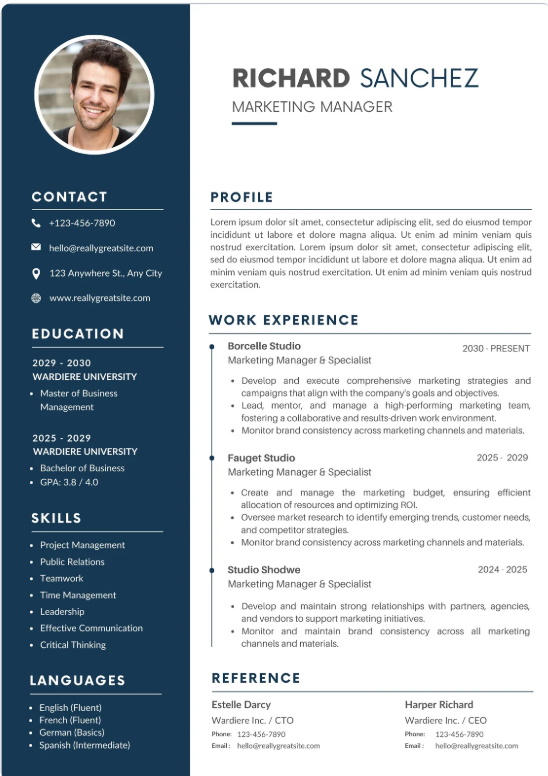 RICHARD SANCHEZ
MARKETING MANAGER
CONTACT
+123-456-7890
hello@reallygreatsite.com
123 Anywhere St., Any City
www.reallygreatsite.com
EDUCATION
2029 - 2030
WARDIERE UNIVERSITY
• Master of Business
Management
2025 - 2029
WARDIERE UNIVERSITY
• Bachelor of Business
• GPA: 3.8 / 4.0
SKILLS
• Project Management
• Public Relations
• Teamwork
• Time Management
• Leadership
• Effective Communication
• Critical Thinking
LANGUAGES
• English (Fluent)
• French (Fluent)
• German (Basics)
• Spanish (Intermediate)
PROFILE
Lorem ipsum dolor sit amet, consectetur adipiscing elit, sed do eiusmod tempor
incididunt ut labore et dolore magna aliqua. Ut enim ad minim veniam quis
nostrud exercitation. Lorem ipsum dolor sit amet, consectetur adipiscing elit,
sed do eiusmod tempor incididunt ut labore et dolore magna aliqua. Ut enim ad
minim veniam quis nostrud exercitation. Ut enim ad minim veniam quis nostrud
exercitation.
WORK EXPERIENCE
Borcelle Studio
2030 - PRESENT
Marketing Manager & Specialist
• Develop and execute comprehensive marketing strategies and
campaigns that align with the company's goals and objectives.
• Lead, mentor, and manage a high-performing marketing team,
fostering a collaborative and results-driven work environment.
• Monitor brand consistency across marketing channels and materials.
Fauget Studio
2025 - 2029
Marketing Manager & Specialist
• Create and manage the marketing budget, ensuring efficient
allocation of resources and optimizing ROI.
• Oversee market research to identify emerging trends, customer needs,
and competitor strategies.
• Monitor brand consistency across marketing channels and materials.
Studio Shodwe
2024 - 2025
Marketing Manager & Specialist
• Develop and maintain strong relationships with partners, agencies,
and vendors to support marketing initiatives.
• Monitor and maintain brand consistency across all marketing
channels and materials.
REFERENCE
Estelle Darcy
Wardiere Inc. / CTO
Phone: 123-456-7890
Email : hello@reallygreatsite.com
Harper Richard
Wardiere Inc. / CEO
Phone: 123-456-7890
Email : hello@reallygreatsite.com